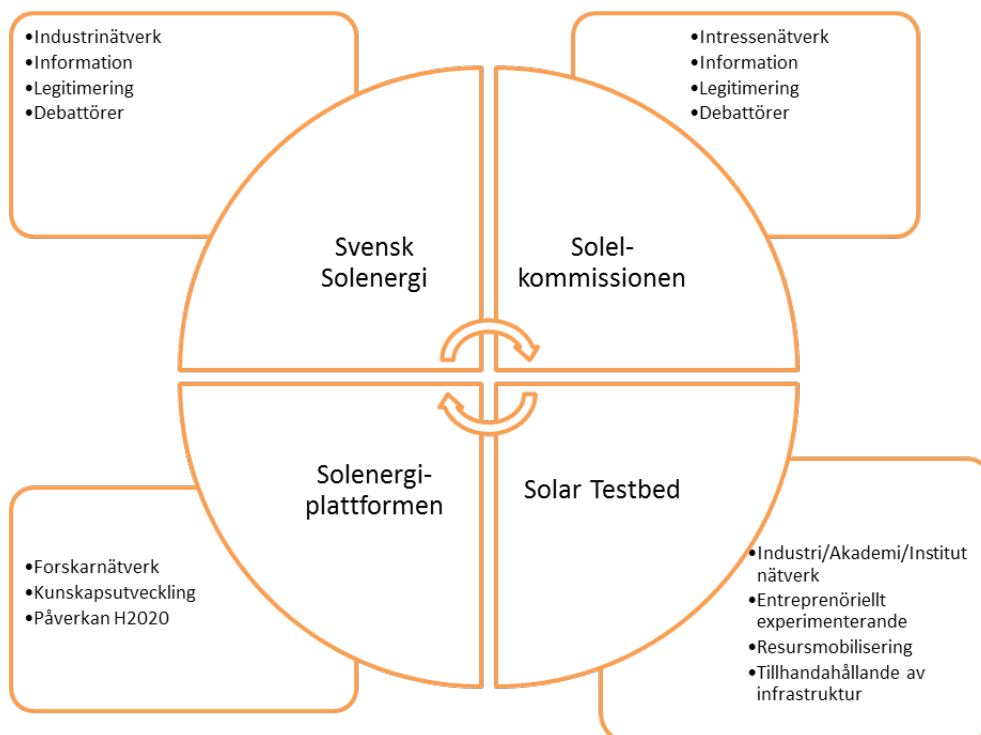 •Industrinätverk
•Information
•Legitimering
•Debattörer
•Intressenätverk
•Information
•Legitimering
•Debattörer
Svensk
Solenergi
Solel-
kommissionen
Solenergi-
plattformen
Solar Testbed
•Forskarnätverk
•Kunskapsutveckling
•Påverkan H2020
•Industri/Akademi/Institut
nätverk
•Entreprenöriellt
experimenterande
•Resursmobilisering
•Tillhandahållande av
infrastruktur